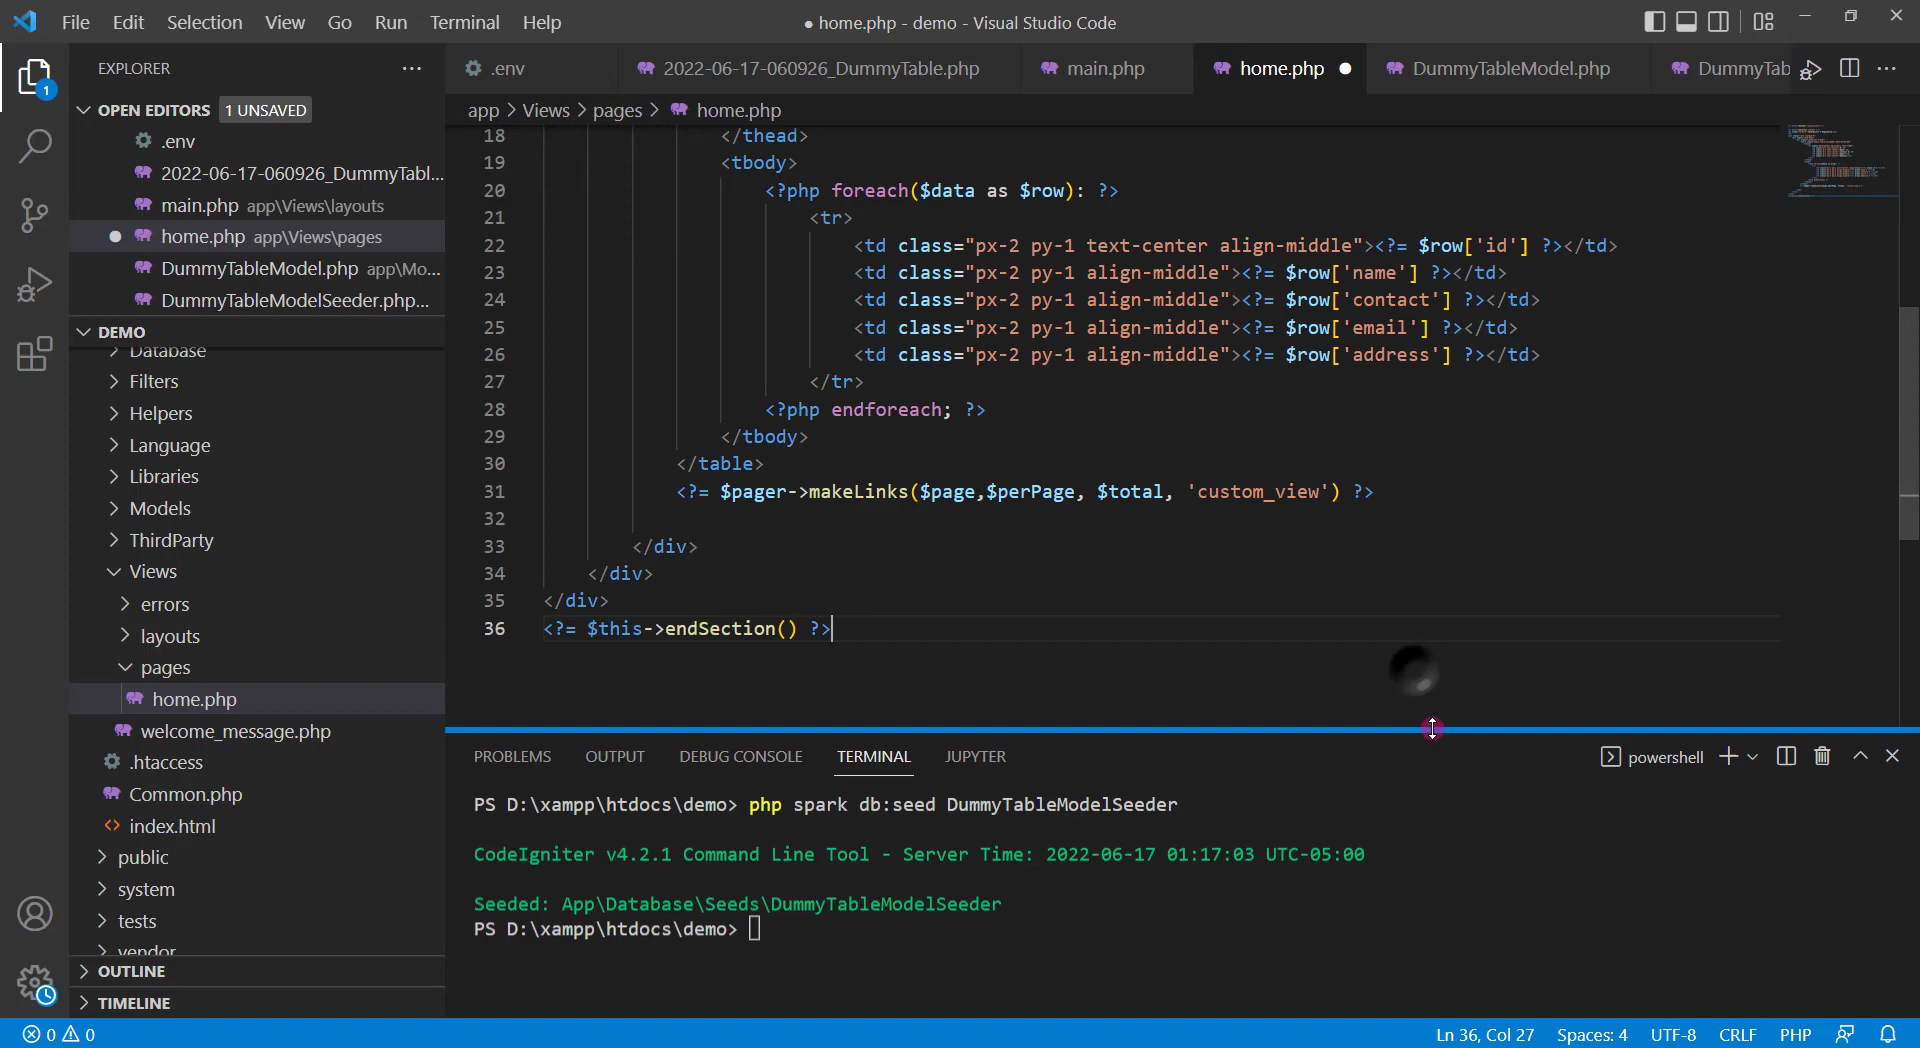 File Edit Selection View Go Run Terminal Help
● home.php - demo - Visual Studio Code
EXPLORER
OPEN EDITORS 1 UNSAVED
.env
2022-06-17-060926_DummyTabl...
main.php app\Views\layouts
home.php app\Views\pages
DummyTableModel.php app\Mo...
DummyTableModelSeeder.php...
DEMO
Database
Filters
Helpers
Language
Libraries
Models
ThirdParty
Views
errors
layouts
pages
home.php
welcome_message.php
.htaccess
Common.php
index.html
public
system
tests
vendor
OUTLINE
TIMELINE
1
.env 2022-06-17-060926_DummyTable.php main.php home.php DummyTableModel.php DummyTab
app > Views > pages > home.php
18 </thead>
19 <tbody>
20 <?php foreach($data as $row): ?>
21 <tr>
22 <td class="px-2 py-1 text-center align-middle"><?= $row['id'] ?></td>
23 <td class="px-2 py-1 align-middle"><?= $row['name'] ?></td>
24 <td class="px-2 py-1 align-middle"><?= $row['contact'] ?></td>
25 <td class="px-2 py-1 align-middle"><?= $row['email'] ?></td>
26 <td class="px-2 py-1 align-middle"><?= $row['address'] ?></td>
27 </tr>
28 <?php endforeach; ?>
29 </tbody>
30 </table>
31 <?= $pager->makeLinks($page,$perPage, $total, 'custom_view') ?>
32
33 </div>
34 </div>
35 </div>
36 <?= $this->endSection() ?>
PROBLEMS OUTPUT DEBUG CONSOLE TERMINAL JUPYTER
powershell
PS D:\xampp\htdocs\demo> php spark db:seed DummyTableModelSeeder
CodeIgniter v4.2.1 Command Line Tool - Server Time: 2022-06-17 01:17:03 UTC-05:00
Seeded: App\Database\Seeds\DummyTableModelSeeder
PS D:\xampp\htdocs\demo>
0 0
Ln 36, Col 27 Spaces: 4 UTF-8 CRLF PHP